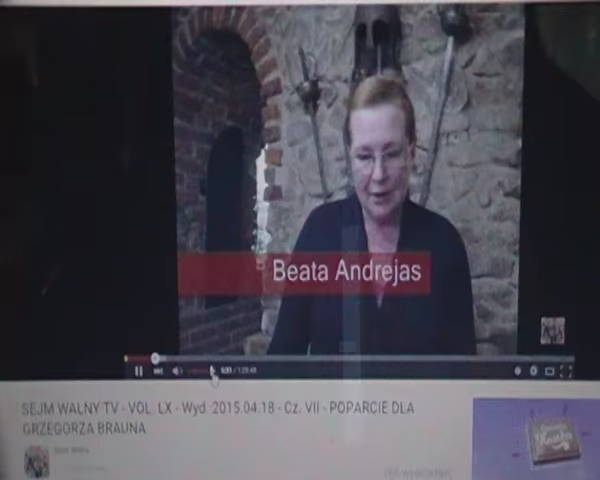 Beata Andrejas
SEJM WALNY TV - VOL. LX - Wyd. 2015.04.18 - Cz. VII - POPARCIE DLA
GRZEGORZA BRAUNA